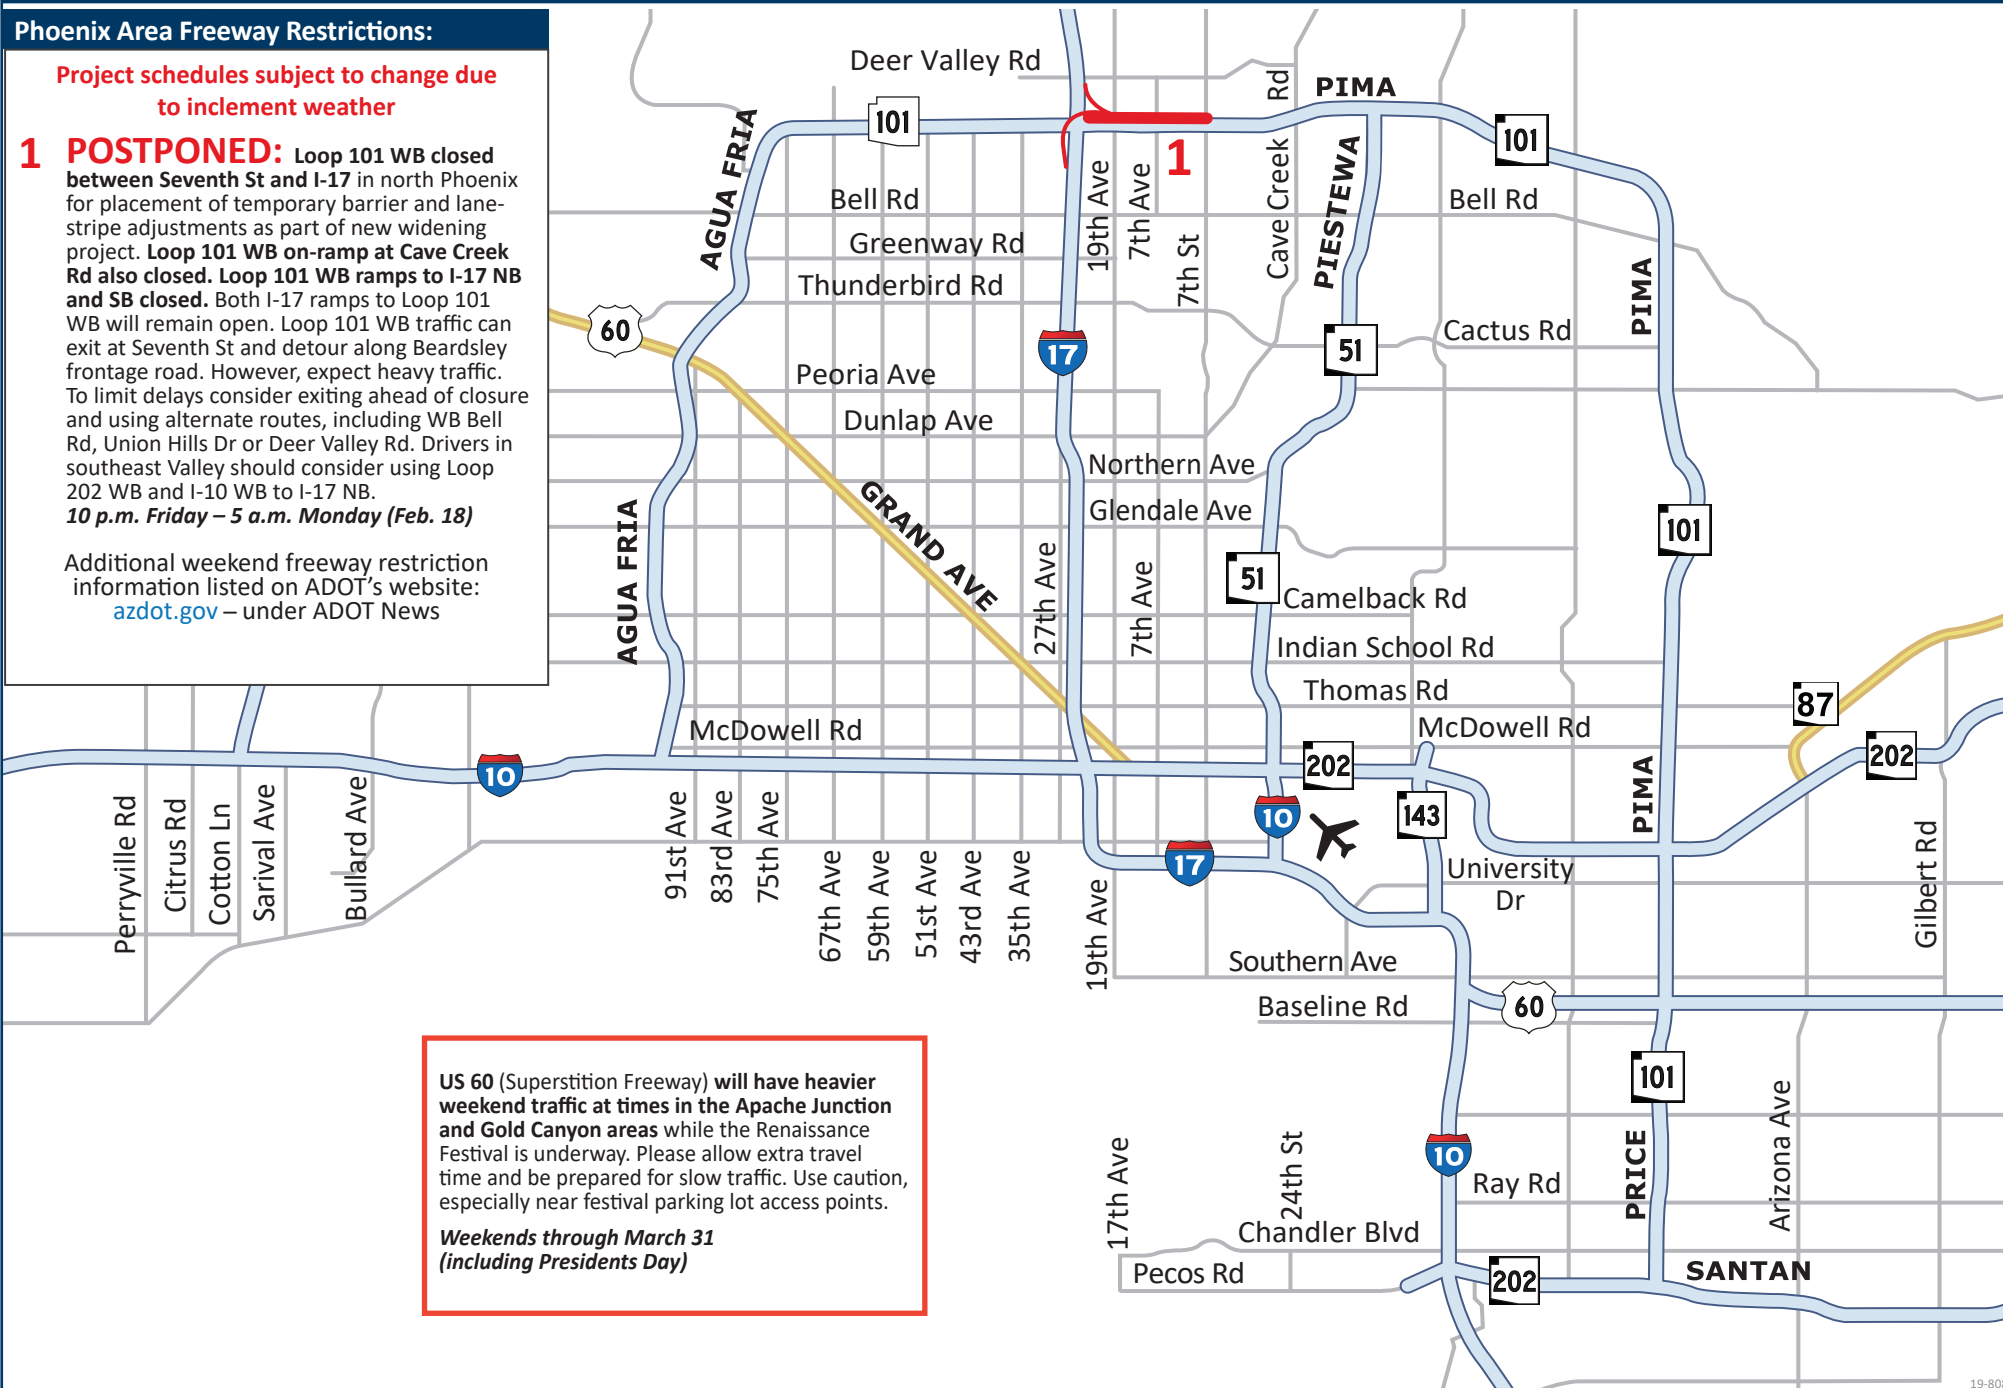 Phoenix Area Freeway Restrictions:
Project schedules subject to change due
to inclement weather
1 POSTPONED: Loop 101 WB closed
between Seventh St and I-17 in north Phoenix
for placement of temporary barrier and lane-
stripe adjustments as part of new widening
project. Loop 101 WB on-ramp at Cave Creek
Rd also closed. Loop 101 WB ramps to I-17 NB
and SB closed. Both I-17 ramps to Loop 101
WB will remain open. Loop 101 WB traffic can
exit at Seventh St and detour along Beardsley
frontage road. However, expect heavy traffic.
To limit delays consider exiting ahead of closure
and using alternate routes, including WB Bell
Rd, Union Hills Dr or Deer Valley Rd. Drivers in
southeast Valley should consider using Loop
202 WB and I-10 WB to I-17 NB.
10 p.m. Friday – 5 a.m. Monday (Feb. 18)
Additional weekend freeway restriction
information listed on ADOT's website:
azdot.gov – under ADOT News
Deer Valley Rd
PIMA
101
101
1
AGUA FRIA
19th Ave
7th Ave
7th St
Cave Creek Rd
PIESTEWA
Bell Rd
Bell Rd
Greenway Rd
Thunderbird Rd
PIMA
60
17
51
Cactus Rd
Peoria Ave
Dunlap Ave
Northern Ave
Glendale Ave
GRAND AVE
AGUA FRIA
101
27th Ave
7th Ave
51
Camelback Rd
Indian School Rd
Thomas Rd
87
McDowell Rd
McDowell Rd
10
202
202
PIMA
Perryville Rd
Citrus Rd
Cotton Ln
Sarival Ave
Bullard Ave
91st Ave
83rd Ave
75th Ave
67th Ave
59th Ave
51st Ave
43rd Ave
35th Ave
19th Ave
10
143
17
University
Dr
Gilbert Rd
Southern Ave
Baseline Rd
60
101
US 60 (Superstition Freeway) will have heavier
weekend traffic at times in the Apache Junction
and Gold Canyon areas while the Renaissance
Festival is underway. Please allow extra travel
time and be prepared for slow traffic. Use caution,
especially near festival parking lot access points.
Weekends through March 31
(including Presidents Day)
17th Ave
24th St
10
Ray Rd
PRICE
Arizona Ave
Chandler Blvd
Pecos Rd
202
SANTAN
19-808